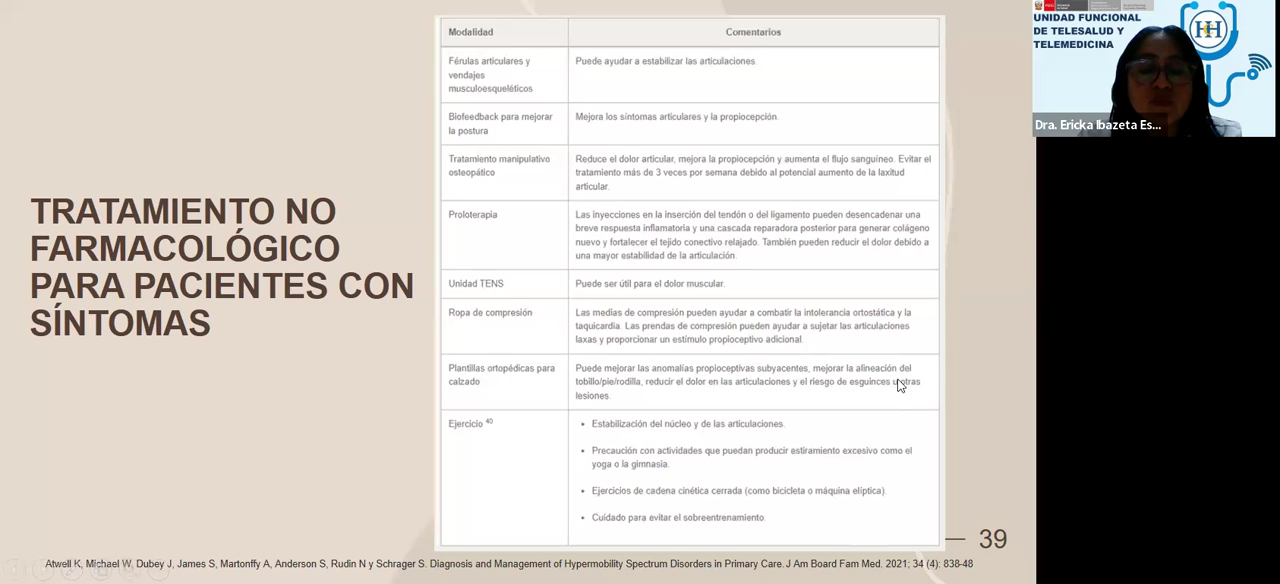 TRATAMIENTO NO
FARMACOLÓGICO
PARA PACIENTES CON
SÍNTOMAS
Modalidad
Comentarios
Férulas articulares y
vendajes
musculoesqueléticos
Puede ayudar a estabilizar las articulaciones.
Biofeedback para mejorar
la postura
Mejora los síntomas articulares y la propiocepción.
Tratamiento manipulativo
osteopático
Reduce el dolor articular, mejora la propiocepción y aumenta el flujo sanguíneo. Evitar el
tratamiento más de 3 veces por semana debido al potencial aumento de la laxitud
articular.
Proloterapia
Las inyecciones en la inserción del tendón o del ligamento pueden desencadenar una
breve respuesta inflamatoria y una cascada reparadora posterior para generar colágeno
nuevo y fortalecer el tejido conectivo relajado. También pueden reducir el dolor debido a
una mayor estabilidad de la articulación.
Unidad TENS
Puede ser útil para el dolor muscular.
Ropa de compresión
Las medias de compresión pueden ayudar a combatir la intolerancia ortostática y la
taquicardia. Las prendas de compresión pueden ayudar a sujetar las articulaciones
laxas y proporcionar un estímulo propioceptivo adicional.
Plantillas ortopédicas para
calzado
Puede mejorar las anomalías propioceptivas subyacentes, mejorar la alineación del
tobillo/pie/rodilla, reducir el dolor en las articulaciones y el riesgo de esguinces u otras
lesiones.
Ejercicio 40
• Estabilización del núcleo y de las articulaciones.
• Precaución con actividades que puedan producir estiramiento excesivo como el
yoga o la gimnasia.
• Ejercicios de cadena cinética cerrada (como bicicleta o máquina elíptica).
• Cuidado para evitar el sobreentrenamiento
39
Atwell K, Michael W, Dubey J, James S, Martonffy A, Anderson S, Rudin N y Schrager S. Diagnosis and Management of Hypermobility Spectrum Disorders in Primary Care. J Am Board Fam Med. 2021; 34 (4): 838-48
UNIDAD FUNCIONAL
DE TELESALUD Y
TELEMEDICINA
Dra. Ericka Ibazeta Es...